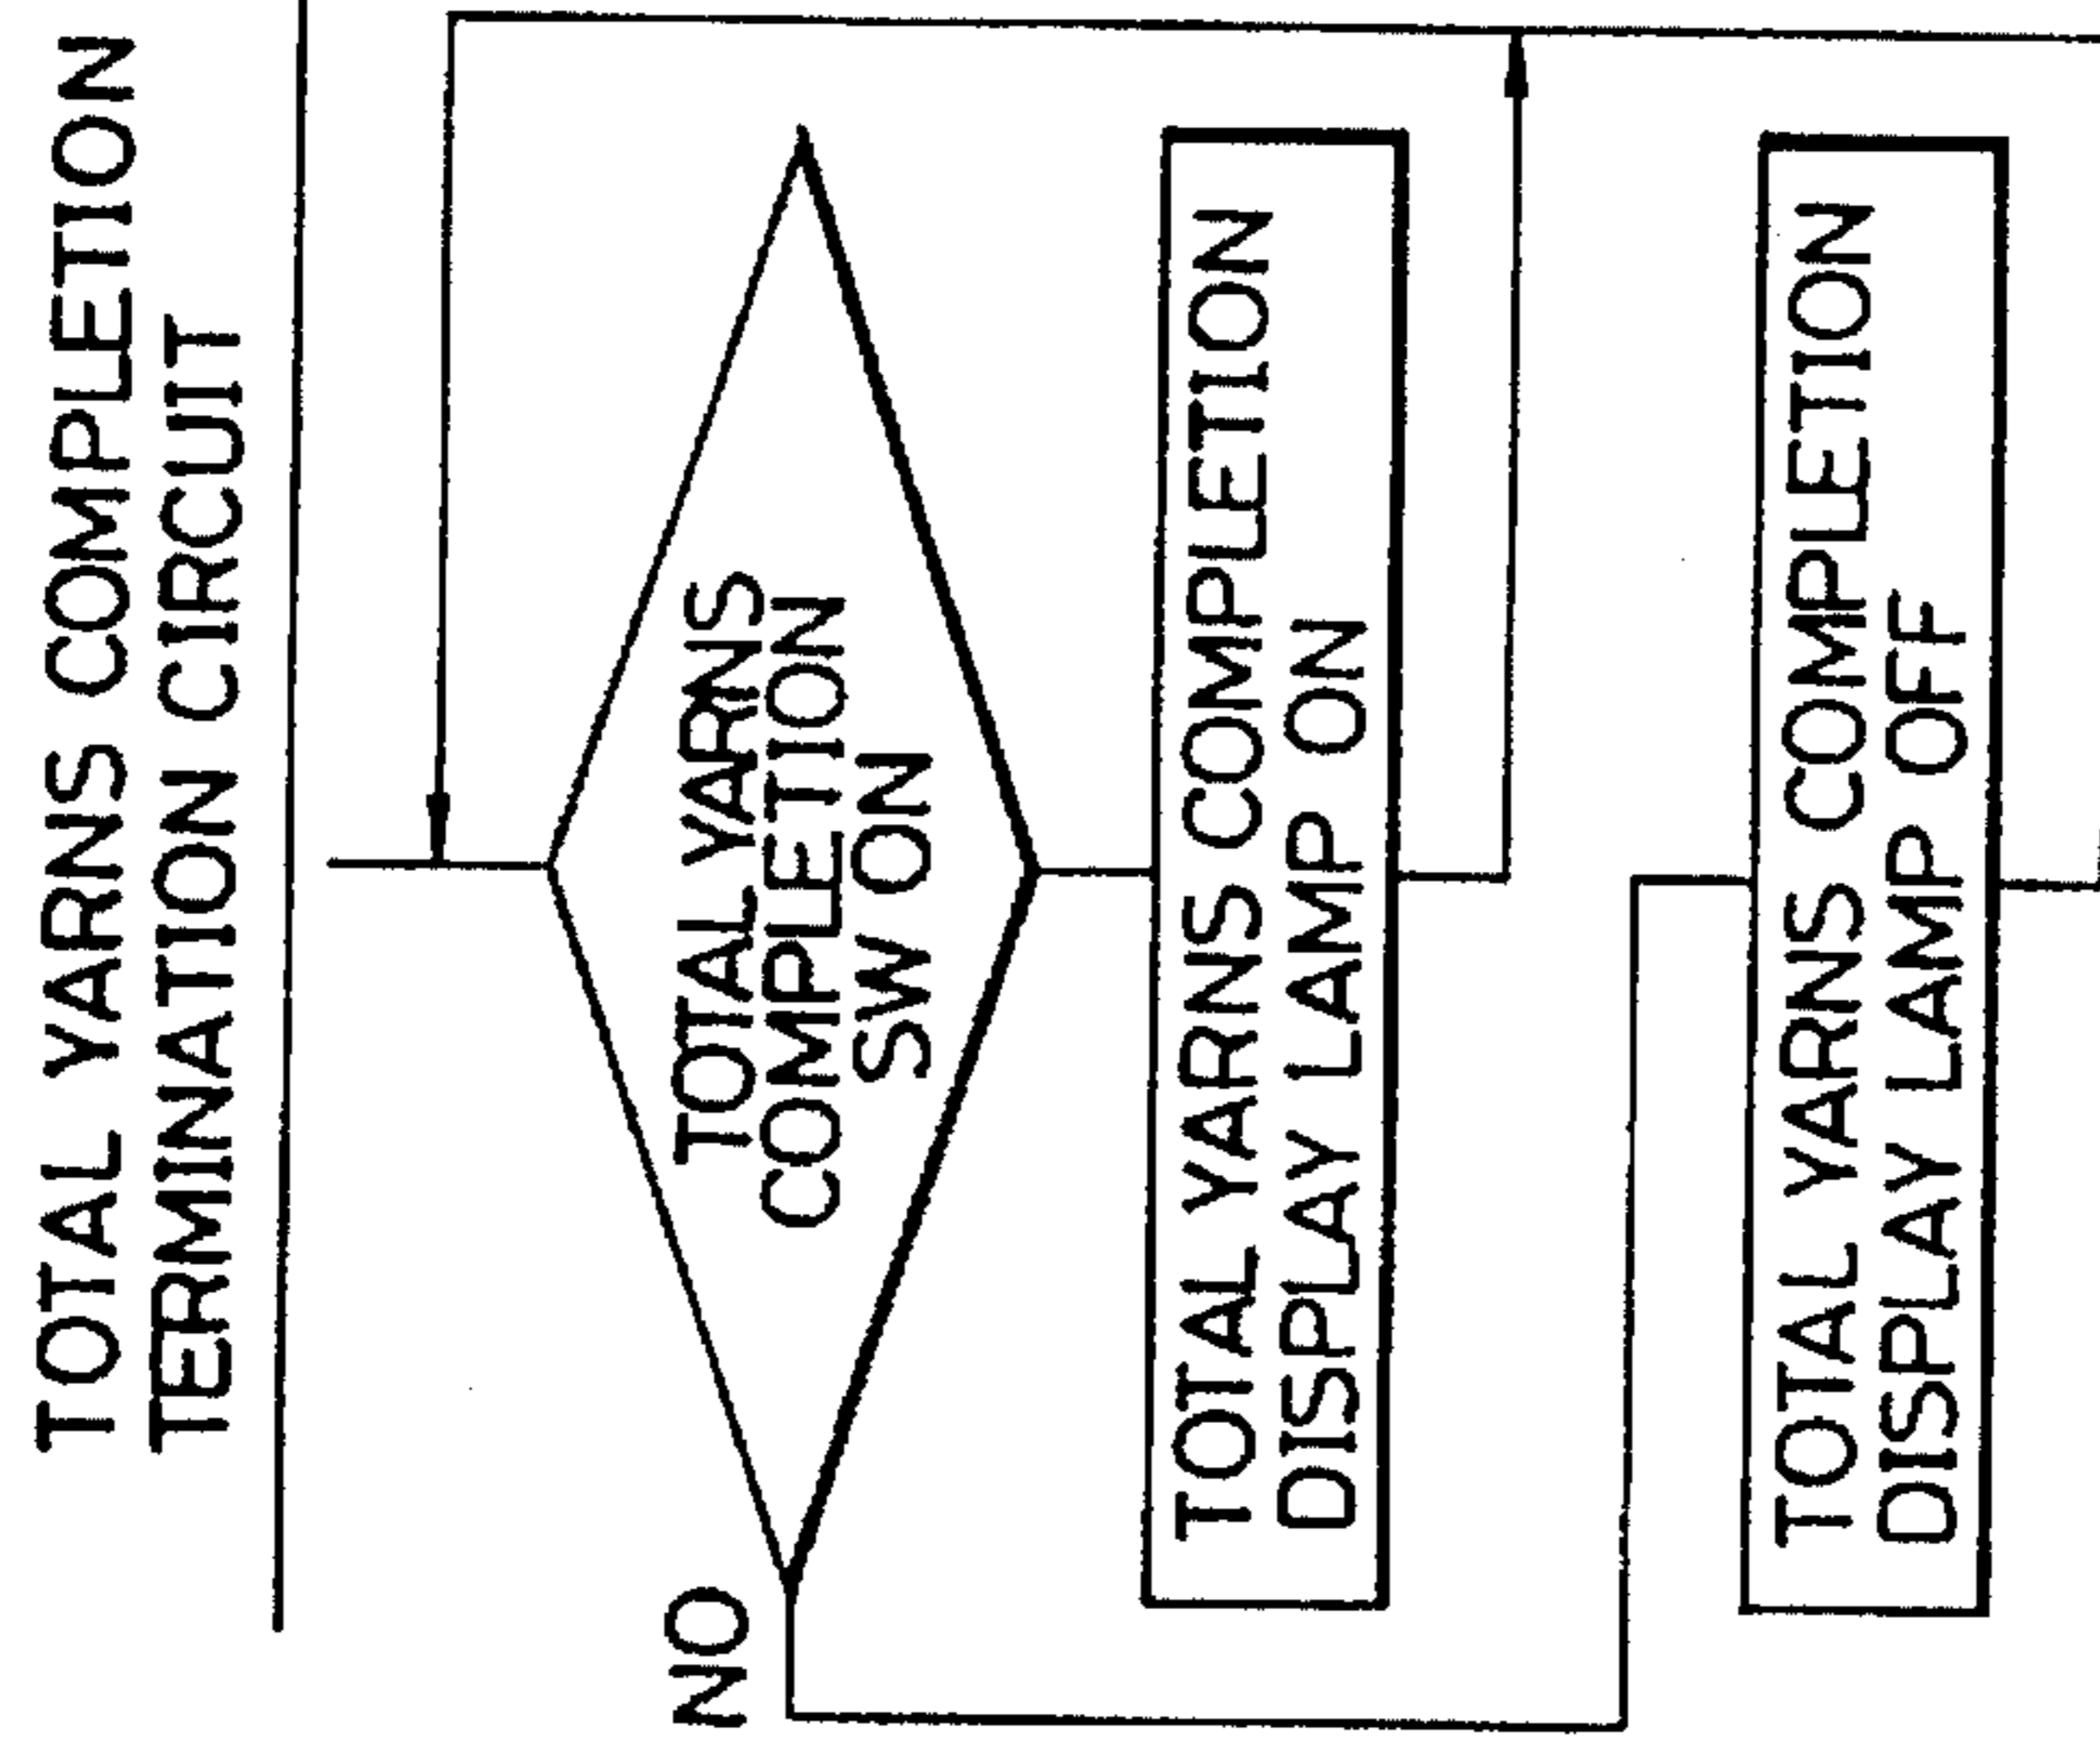 TOTAL YARNS COMPLETION
TERMINATION CIRCUIT
TOTAL YARNS
COMPLETION
SW ON
NO
TOTAL YARNS COMPLETION
DISPLAY LAMP ON
TOTAL YARNS COMPLETION
DISPLAY LAMP OFF